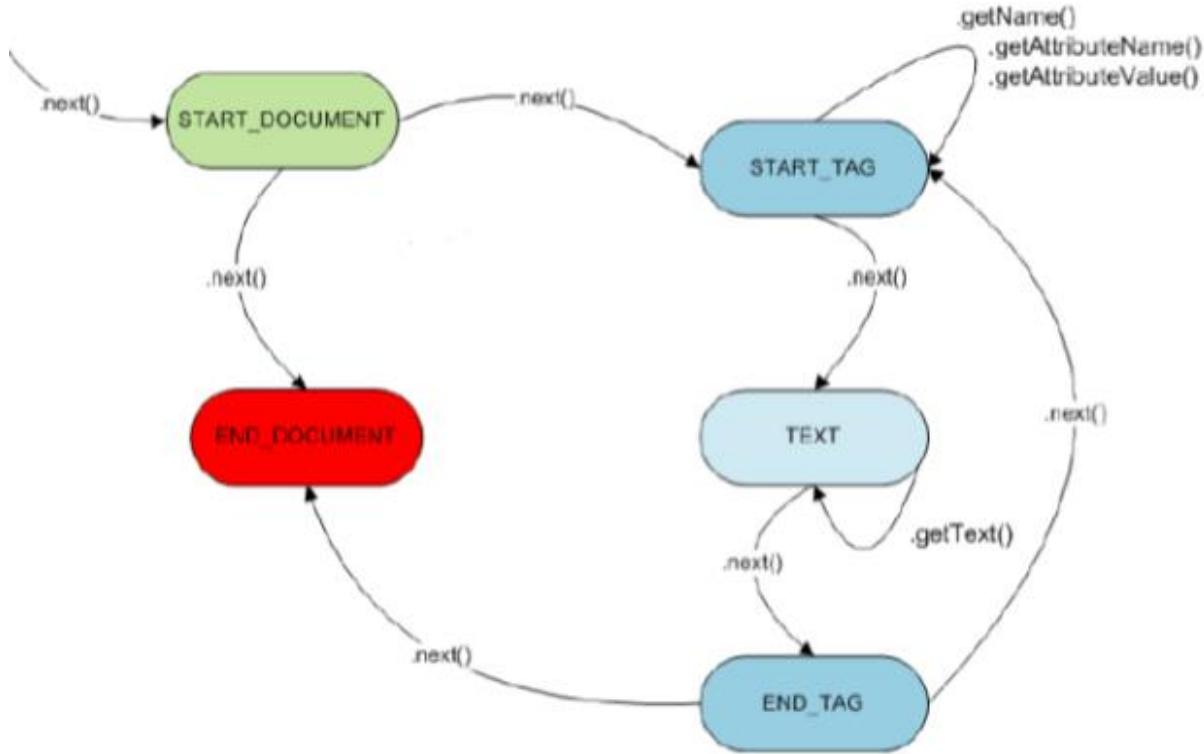 .getName()
.getAttributeName()
.getAttributeValue()
.next()
START_DOCUMENT
.next()
START_TAG
.next()
.next()
END_DOCUMENT
TEXT
.next()
.getText()
.next()
.next()
END_TAG